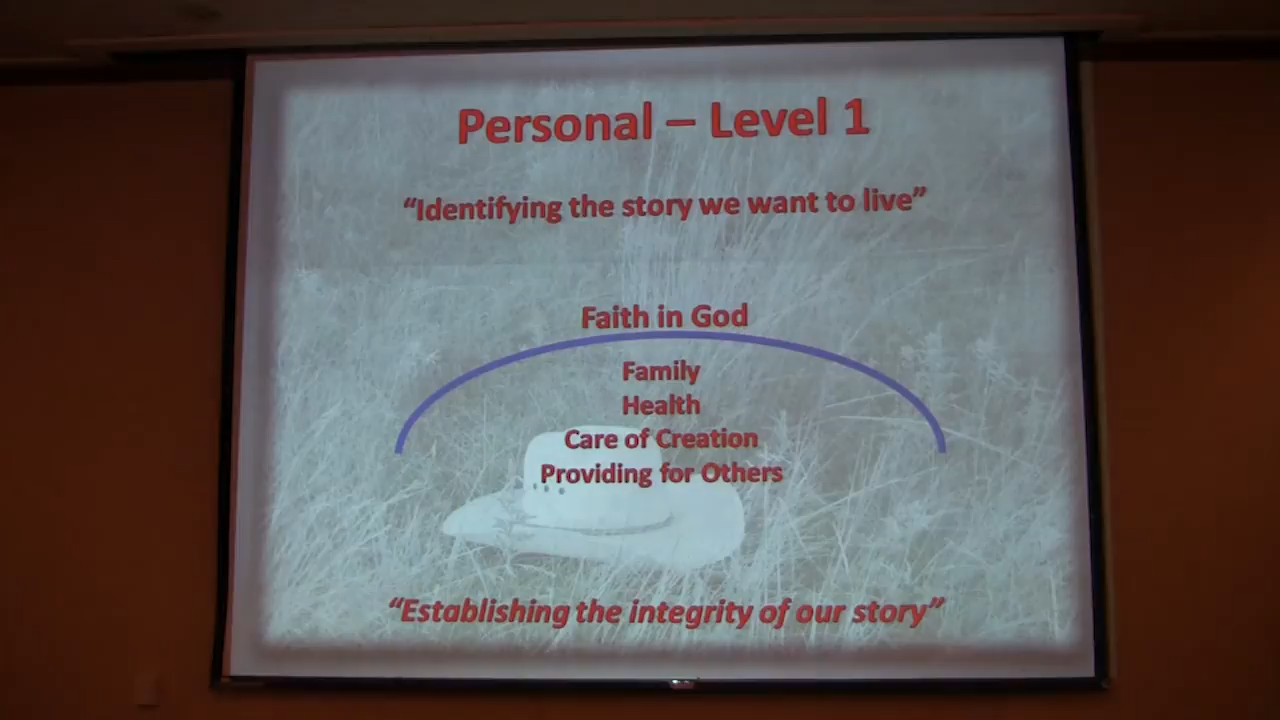 Personal – Level 1
“Identifying the story we want to live”
Faith in God
Family
Health
Care of Creation
Providing for Others
“Establishing the integrity of our story”